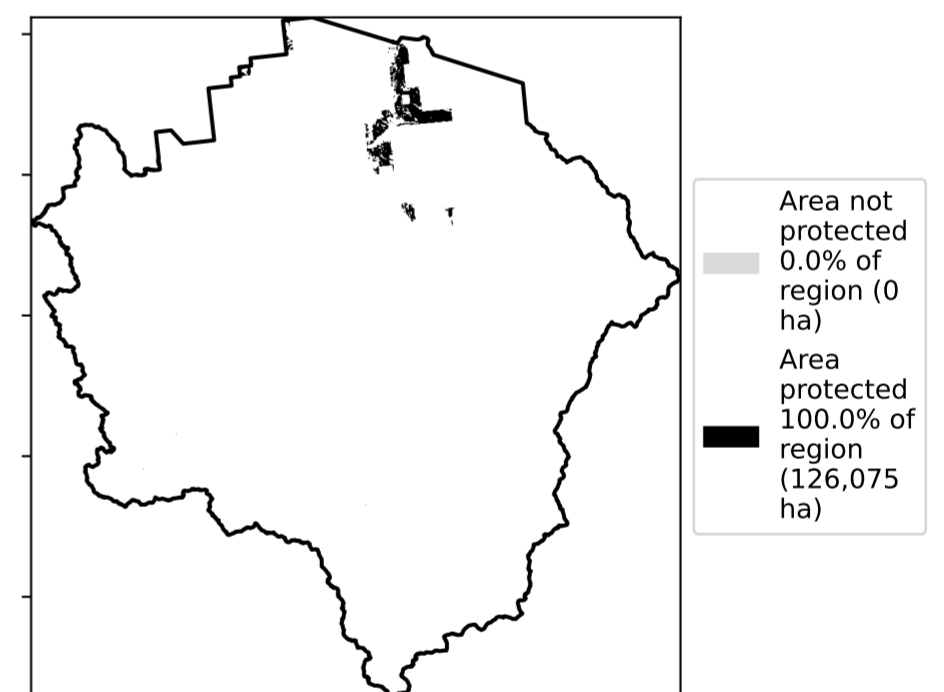 Area not
protected
0.0% of
region (0
ha)
Area
protected
100.0% of
region
(126,075
ha)